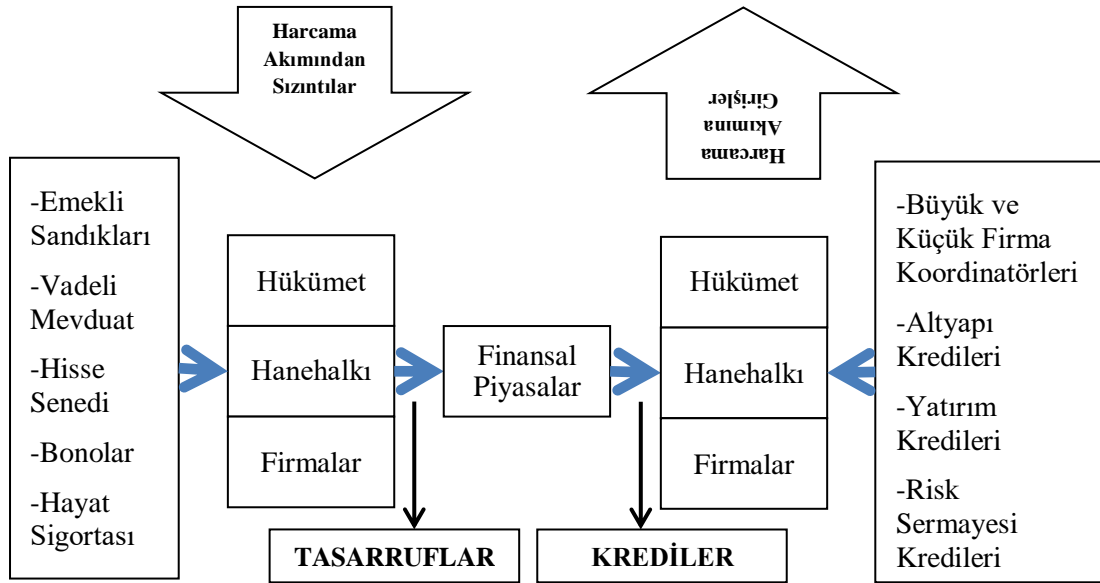 Harcama
Akımından
Sızıntılar
Harcama
Akımına
Girişler
-Emekli
Sandıkları
-Vadeli
Mevduat
-Hisse
Senedi
-Bonolar
-Hayat
Sigortası
Hükümet
Hanehalkı
Firmalar
Finansal
Piyasalar
Hükümet
Hanehalkı
Firmalar
-Büyük ve
Küçük Firma
Koordinatörleri
-Altyapı
Kredileri
-Yatırım
Kredileri
-Risk
Sermayesi
Kredileri
TASARRUFLAR
KREDİLER